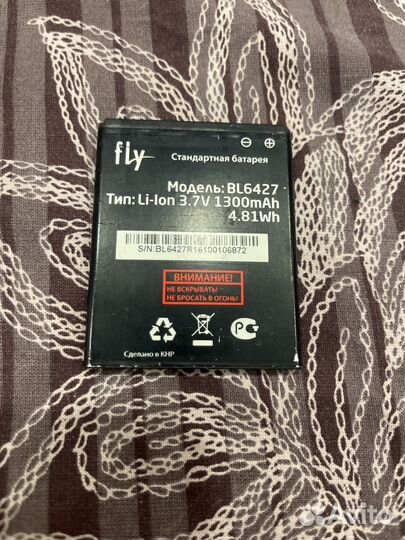 fly
Стандартная батарея
Модель: BL6427
Тип: Li-Ion 3.7V 1300mAh
4.81Wh
S/N:BL6427R16100106872
ВНИМАНИЕ!
НЕ ВСКРЫВАТЬ!
НЕ БРОСАТЬ В ОГОНЬ!
Сделано в КНР
Avito